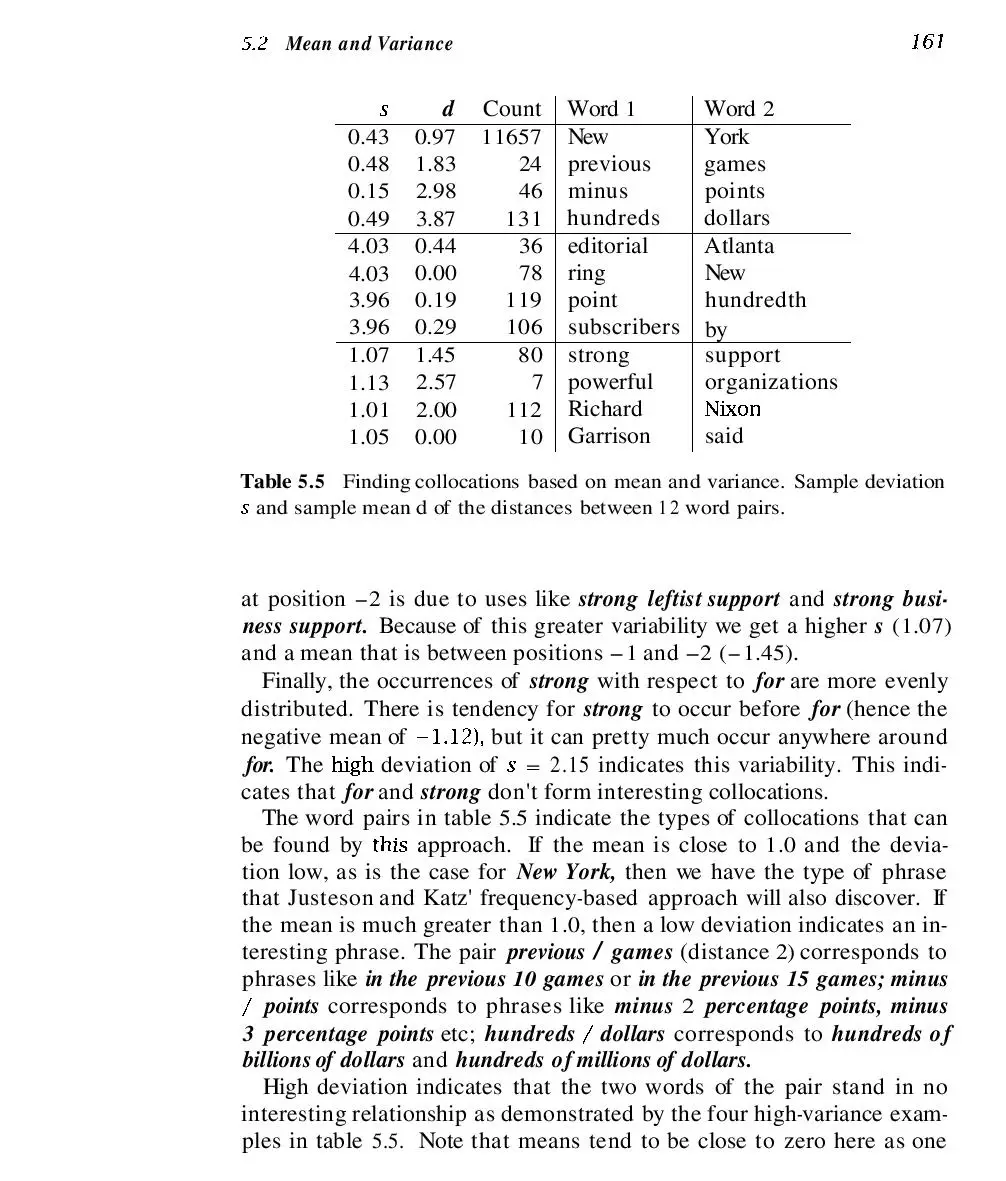 5.2 Mean and Variance 161
s d Count Word 1 Word 2
0.43 0.97 11657 New York
0.48 1.83 24 previous games
0.15 2.98 46 minus points
0.49 3.87 131 hundreds dollars
4.03 0.44 36 editorial Atlanta
4.03 0.00 78 ring New
3.96 0.19 119 point hundredth
3.96 0.29 106 subscribers by
1.07 1.45 80 strong support
1.13 2.57 7 powerful organizations
1.01 2.00 112 Richard Nixon
1.05 0.00 10 Garrison said
Table 5.5 Finding collocations based on mean and variance. Sample deviation
s and sample mean d of the distances between 12 word pairs.
at position –2 is due to uses like strong leftist support and strong busi-
ness support. Because of this greater variability we get a higher s (1.07)
and a mean that is between positions –1 and –2 (–1.45).
Finally, the occurrences of strong with respect to for are more evenly
distributed. There is tendency for strong to occur before for (hence the
negative mean of –1.12), but it can pretty much occur anywhere around
for. The high deviation of s = 2.15 indicates this variability. This indi-
cates that for and strong don't form interesting collocations.
The word pairs in table 5.5 indicate the types of collocations that can
be found by this approach. If the mean is close to 1.0 and the devia-
tion low, as is the case for New York, then we have the type of phrase
that Justeson and Katz' frequency-based approach will also discover. If
the mean is much greater than 1.0, then a low deviation indicates an in-
teresting phrase. The pair previous / games (distance 2) corresponds to
phrases like in the previous 10 games or in the previous 15 games; minus
/ points corresponds to phrases like minus 2 percentage points, minus
3 percentage points etc; hundreds / dollars corresponds to hundreds of
billions of dollars and hundreds of millions of dollars.
High deviation indicates that the two words of the pair stand in no
interesting relationship as demonstrated by the four high-variance exam-
ples in table 5.5. Note that means tend to be close to zero here as one